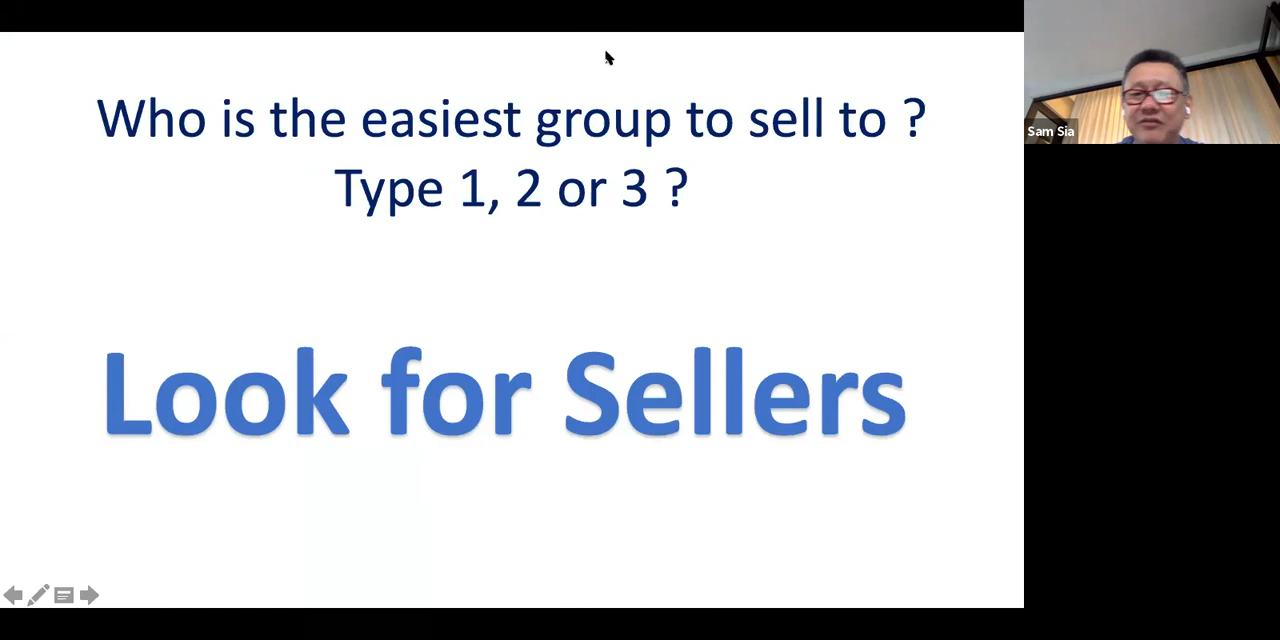 Who is the easiest group to sell to ?
Type 1, 2 or 3 ?
Look for Sellers
Sam Sia